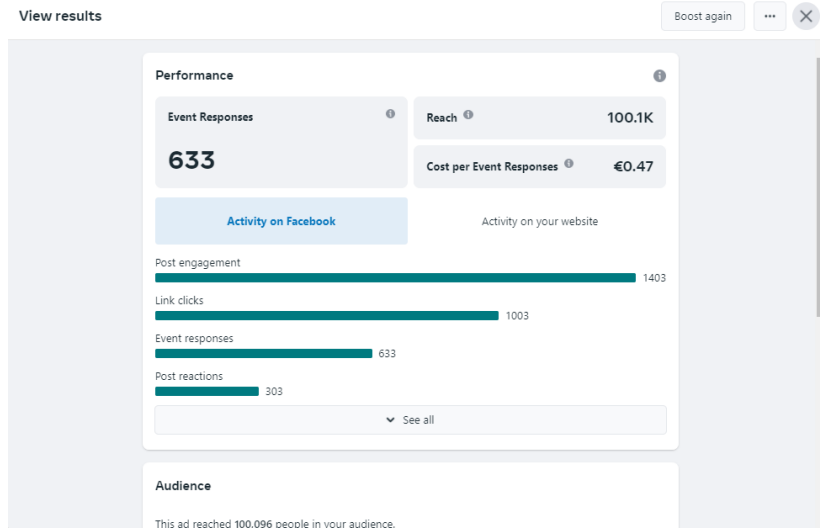 View results
Boost again
Performance
Event Responses
633
Reach
100.1K
Cost per Event Responses
€0.47
Activity on Facebook
Activity on your website
Post engagement
1403
Link clicks
1003
Event responses
633
Post reactions
303
See all
Audience
This ad reached 100,096 people in your audience.